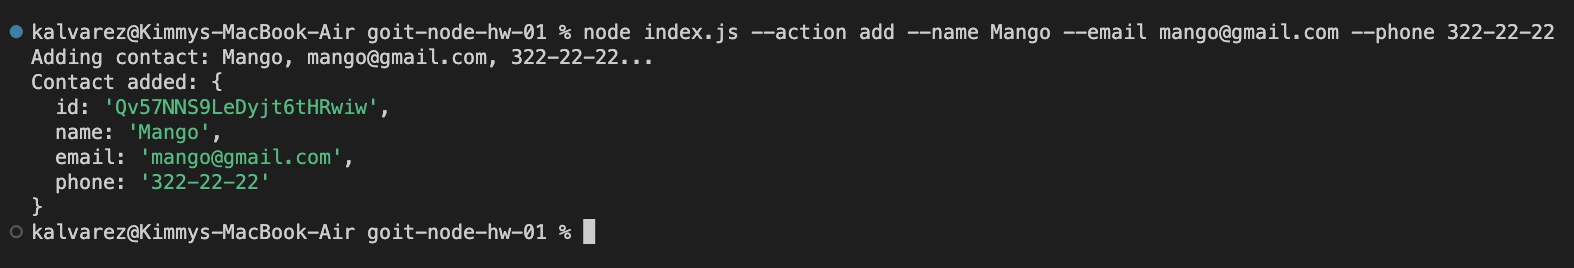 kalvarez@Kimmys-MacBook-Air goit-node-hw-01 % node index.js --action add --name Mango --email mango@gmail.com --phone 322-22-22
Adding contact: Mango, mango@gmail.com, 322-22-22...
Contact added: {
  id: 'Qv57NNS9LeDyjt6tHRwiw',
  name: 'Mango',
  email: 'mango@gmail.com',
  phone: '322-22-22'
}
kalvarez@Kimmys-MacBook-Air goit-node-hw-01 %